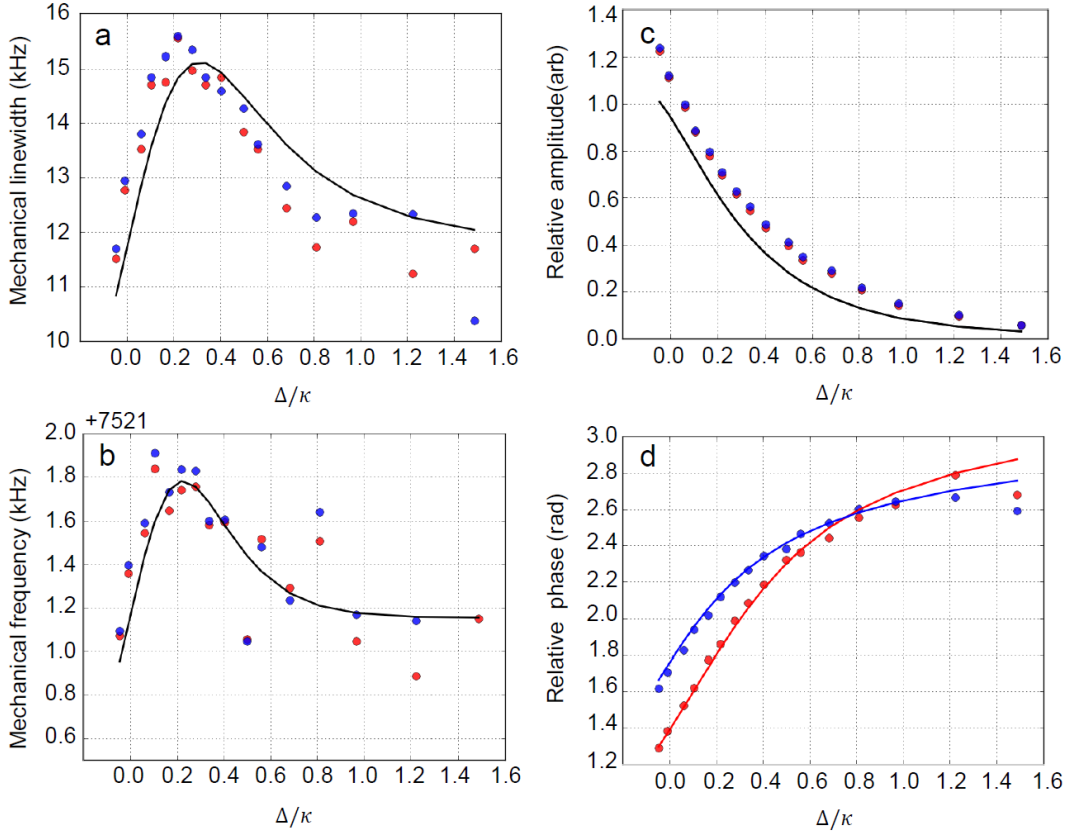 a
Mechanical linewidth (kHz)
16
15
14
13
12
11
10
0.0 0.2 0.4 0.6 0.8 1.0 1.2 1.4 1.6
Δ/κ
c
Relative amplitude(arb)
1.4
1.2
1.0
0.8
0.6
0.4
0.2
0.0
0.0 0.2 0.4 0.6 0.8 1.0 1.2 1.4 1.6
Δ/κ
+7521
b
Mechanical frequency (kHz)
2.0
1.8
1.6
1.4
1.2
1.0
0.8
0.6
0.0 0.2 0.4 0.6 0.8 1.0 1.2 1.4 1.6
Δ/κ
d
Relative phase (rad)
3.0
2.8
2.6
2.4
2.2
2.0
1.8
1.6
1.4
1.2
0.0 0.2 0.4 0.6 0.8 1.0 1.2 1.4 1.6
Δ/κ